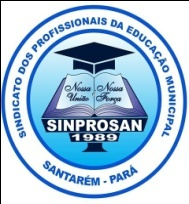 SINDICATO DOS PROFISSIONAIS DA EDUCAÇÃO MUNICIPAL
Nossa Nossa
União Força
SINPROSAN
1989
SANTARÉM - PARÁ